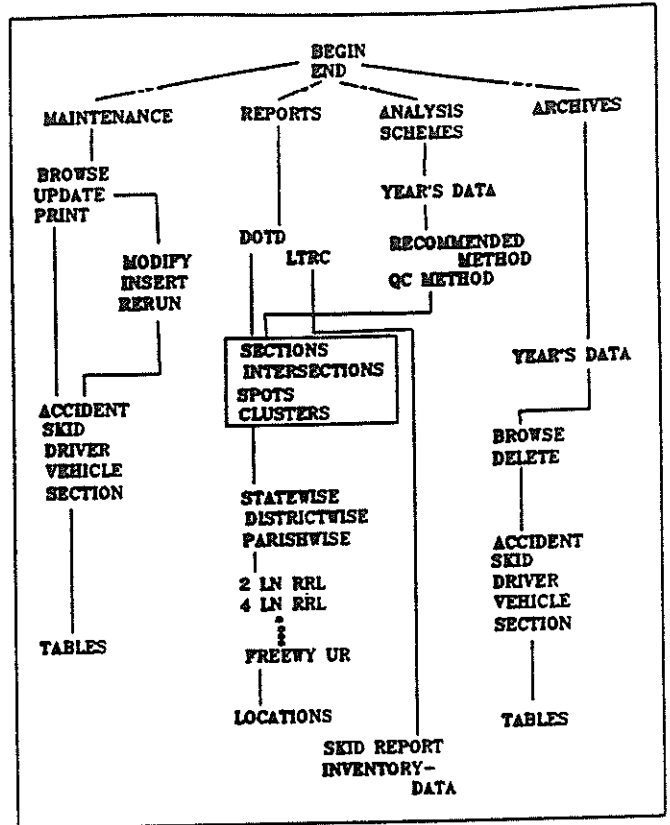 BEGIN
END
MAINTENANCE
REPORTS
ANALYSIS
SCHEMES
ARCHIVES
BROWSE
UPDATE
PRINT
MODIFY
INSERT
RERUN
ACCIDENT
SKID
DRIVER
VEHICLE
SECTION
TABLES
DOTD
LTRC
YEAR'S DATA
RECOMMENDED
METHOD
QC METHOD
SECTIONS
INTERSECTIONS
SPOTS
CLUSTERS
STATEWISE
DISTRICTWISE
PARISHWISE
2 LN RRL
4 LN RRL
FREEWY UR
LOCATIONS
SKID REPORT
INVENTORY-
DATA
YEAR'S DATA
BROWSE
DELETE
ACCIDENT
SKID
DRIVER
VEHICLE
SECTION
TABLES